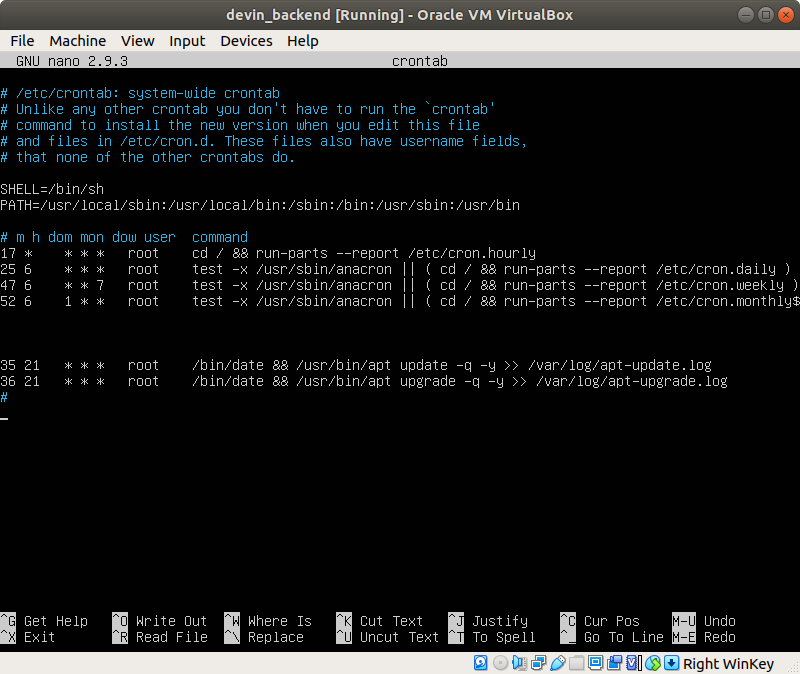 devin_backend [Running] - Oracle VM VirtualBox
File Machine View Input Devices Help
GNU nano 2.9.3 crontab
# /etc/crontab: system-wide crontab
# Unlike any other crontab you don't have to run the `crontab'
# command to install the new version when you edit this file
# and files in /etc/cron.d. These files also have username fields,
# that none of the other crontabs do.
SHELL=/bin/sh
PATH=/usr/local/sbin:/usr/local/bin:/sbin:/bin:/usr/sbin:/usr/bin
# m h dom mon dow user command
17 * * * * root cd / && run-parts --report /etc/cron.hourly
25 6 * * * root test -x /usr/sbin/anacron || ( cd / && run-parts --report /etc/cron.daily )
47 6 * * 7 root test -x /usr/sbin/anacron || ( cd / && run-parts --report /etc/cron.weekly )
52 6 1 * * root test -x /usr/sbin/anacron || ( cd / && run-parts --report /etc/cron.monthly$
35 21 * * * root /bin/date && /usr/bin/apt update -q -y >> /var/log/apt-update.log
36 21 * * * root /bin/date && /usr/bin/apt upgrade -q -y >> /var/log/apt-upgrade.log
#
^G Get Help ^O Write Out ^W Where Is ^K Cut Text ^J Justify ^C Cur Pos M-U Undo
^X Exit ^R Read File ^\ Replace ^U Uncut Text ^T To Spell ^_ Go To Line M-E Redo
Right WinKey